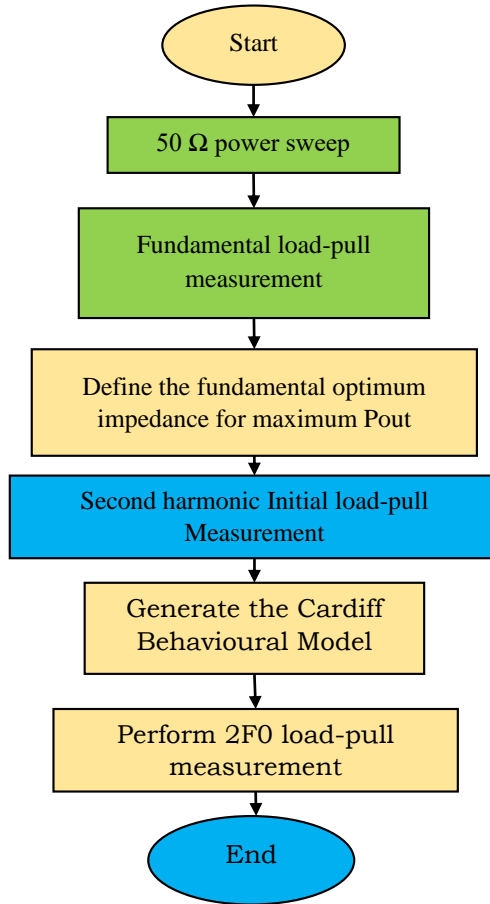 Start
50 Ω power sweep
Fundamental load-pull
measurement
Define the fundamental optimum
impedance for maximum Pout
Second harmonic Initial load-pull
Measurement
Generate the Cardiff
Behavioural Model
Perform 2F0 load-pull
measurement
End